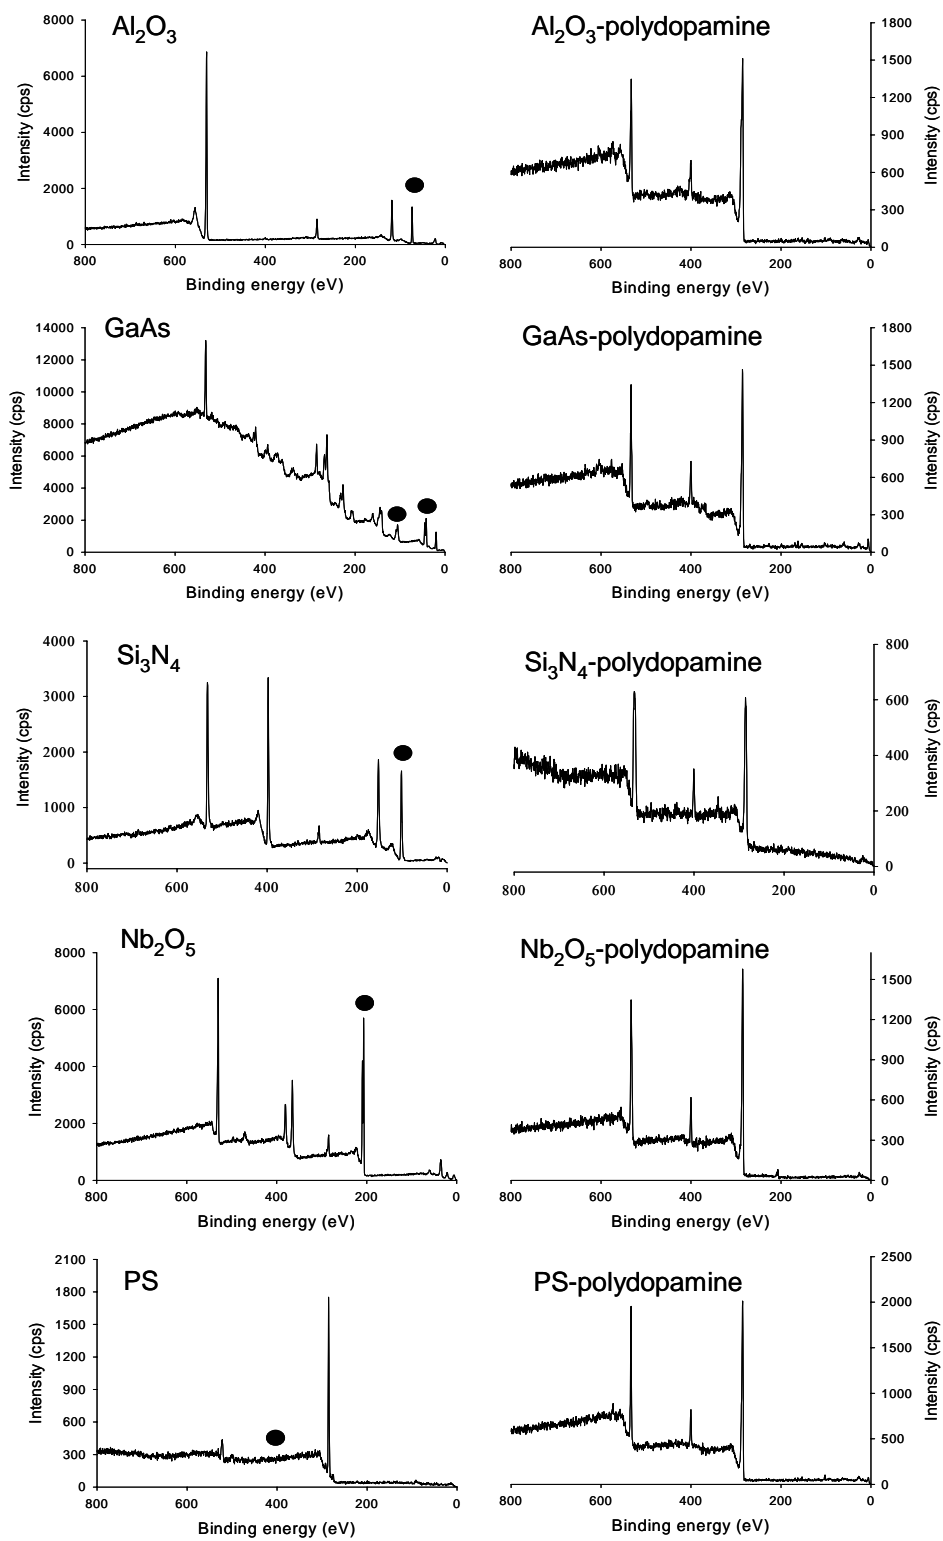 Al2O3
8000
6000
4000
2000
0
Intensity (cps)
800 600 400 200 0
Binding energy (eV)
Al2O3-polydopamine
1800
1500
1200
900
600
300
0
Intensity (cps)
800 600 400 200 0
Binding energy (eV)
GaAs
14000
12000
10000
8000
6000
4000
2000
0
Intensity (cps)
800 600 400 200 0
Binding energy (eV)
GaAs-polydopamine
1800
1500
1200
900
600
300
0
Intensity (cps)
800 600 400 200 0
Binding energy (eV)
Si3N4
4000
3000
2000
1000
0
Intensity (cps)
800 600 400 200 0
Binding energy (eV)
Si3N4-polydopamine
800
600
400
200
0
Intensity (cps)
800 600 400 200 0
Binding energy (eV)
Nb2O5
8000
6000
4000
2000
0
Intensity (cps)
800 600 400 200 0
Binding energy (eV)
Nb2O5-polydopamine
1500
1200
900
600
300
0
Intensity (cps)
800 600 400 200 0
Binding energy (eV)
PS
2100
1800
1500
1200
900
600
300
0
Intensity (cps)
800 600 400 200 0
Binding energy (eV)
PS-polydopamine
2500
2000
1500
1000
500
0
Intensity (cps)
800 600 400 200 0
Binding energy (eV)